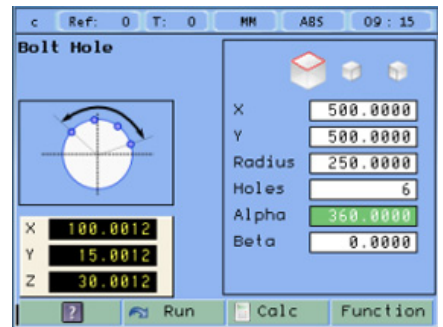 c Ref: 0 T: 0 MM ABS 09:15
Bolt Hole
X 500.0000
Y 500.0000
Radius 250.0000
Holes 6
Alpha 360.0000
Beta 0.0000
X 100.0012
Y 15.0012
Z 30.0012
? Run Calc Function